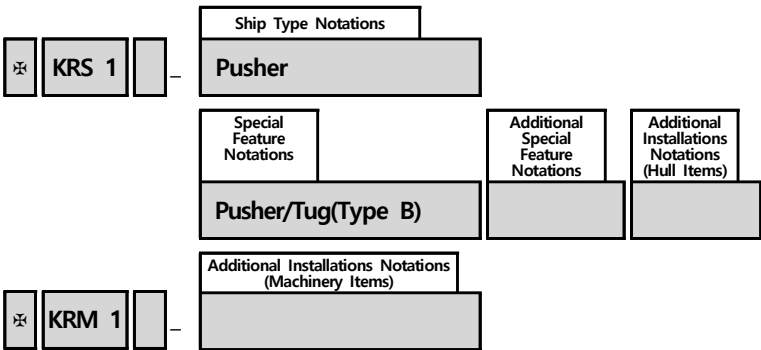 Ship Type Notations
✠ KRS 1 _ Pusher
Special
Feature
Notations
Additional
Special
Feature
Notations
Additional
Installations
Notations
(Hull Items)
Pusher/Tug(Type B)
Additional Installations Notations
(Machinery Items)
✠ KRM 1 _